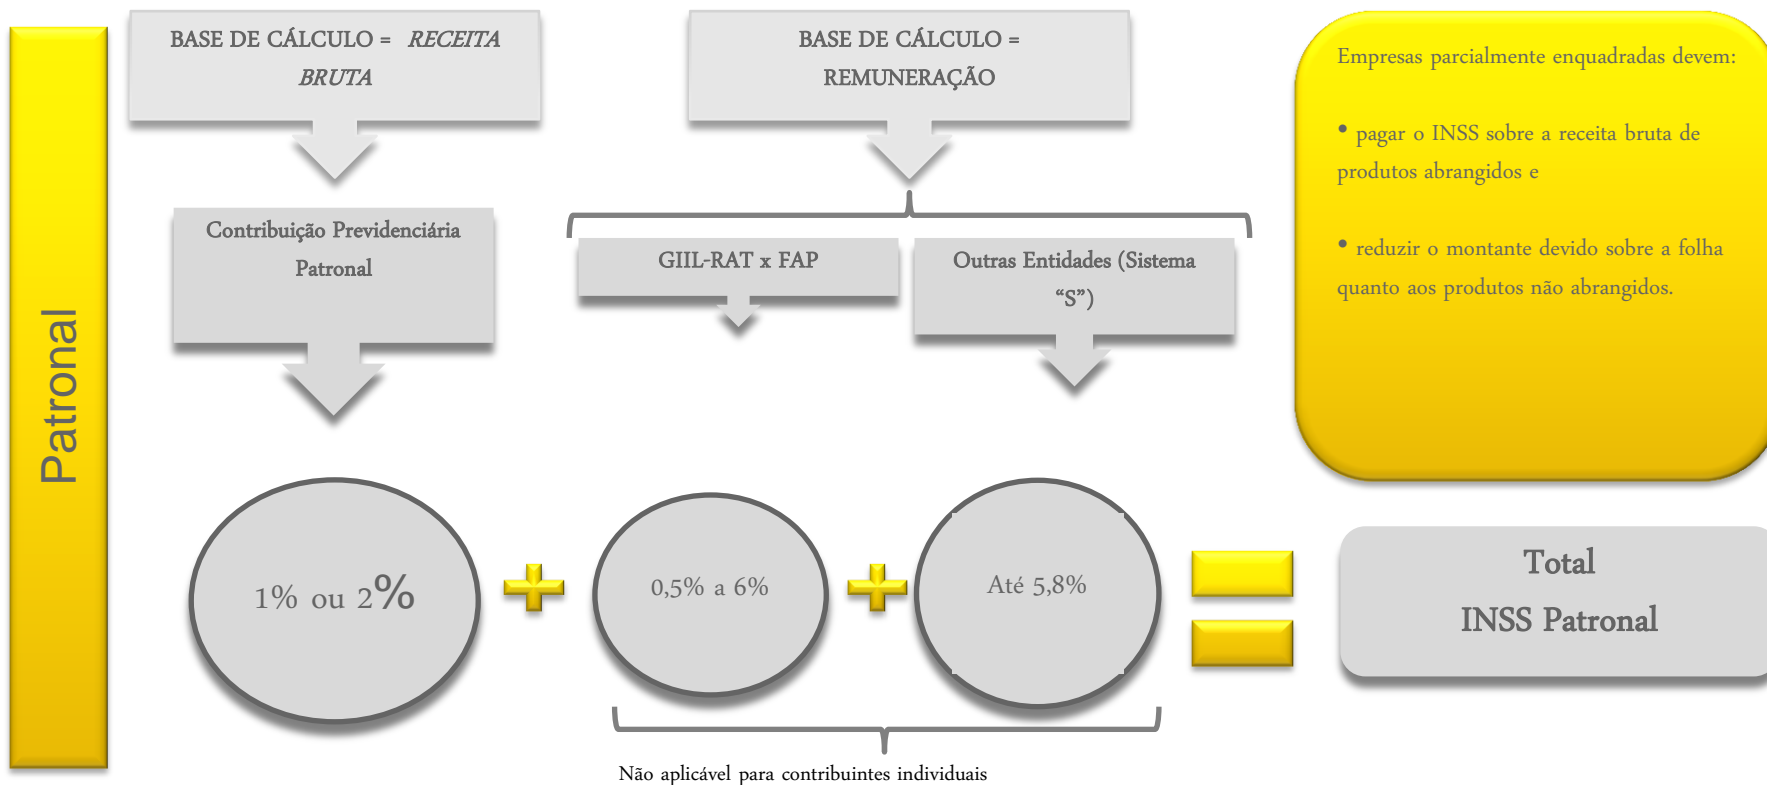 Patronal
BASE DE CÁLCULO = RECEITA
BRUTA
BASE DE CÁLCULO =
REMUNERAÇÃO
Contribuição Previdenciária
Patronal
GIIL-RAT x FAP
Outras Entidades (Sistema
“S”)
Empresas parcialmente enquadradas devem:
• pagar o INSS sobre a receita bruta de
produtos abrangidos e
• reduzir o montante devido sobre a folha
quanto aos produtos não abrangidos.
1% ou 2%
0,5% a 6%
Até 5,8%
Total
INSS Patronal
Não aplicável para contribuintes individuais